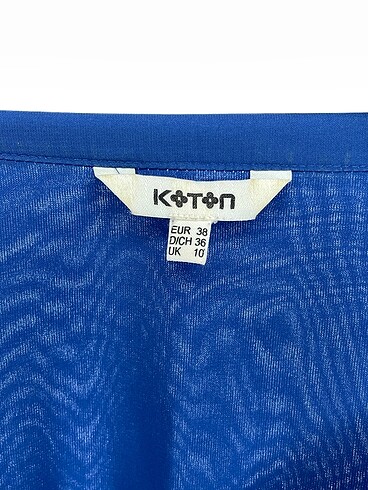 KOTON
EUR 38
D/CH 36
UK 10